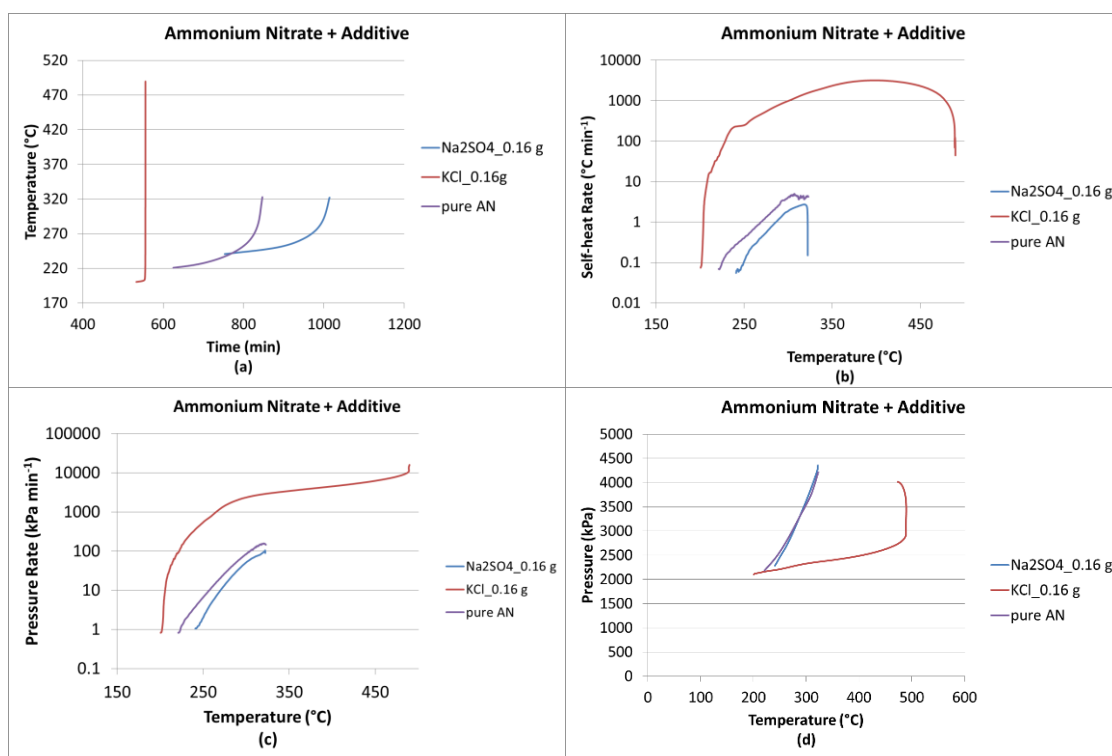 Ammonium Nitrate + Additive
Temperature (°C)
520
470
420
370
320
270
220
170
400
600
800
1000
1200
Time (min)
(a)
Na2SO4_0.16 g
KCl_0.16g
pure AN
Ammonium Nitrate + Additive
Self-heat Rate (°C min⁻¹)
10000
1000
100
10
1
0.1
0.01
150
250
350
450
Temperature (°C)
(b)
Na2SO4_0.16 g
KCl_0.16 g
pure AN
Ammonium Nitrate + Additive
Pressure Rate (kPa min⁻¹)
100000
10000
1000
100
10
1
0.1
150
250
350
450
Temperature (°C)
(c)
Na2SO4_0.16 g
KCl_0.16 g
pure AN
Ammonium Nitrate + Additive
Pressure (kPa)
5000
4500
4000
3500
3000
2500
2000
1500
1000
500
0
0
100
200
300
400
500
600
Temperature (°C)
(d)
Na2SO4_0.16 g
KCl_0.16 g
pure AN